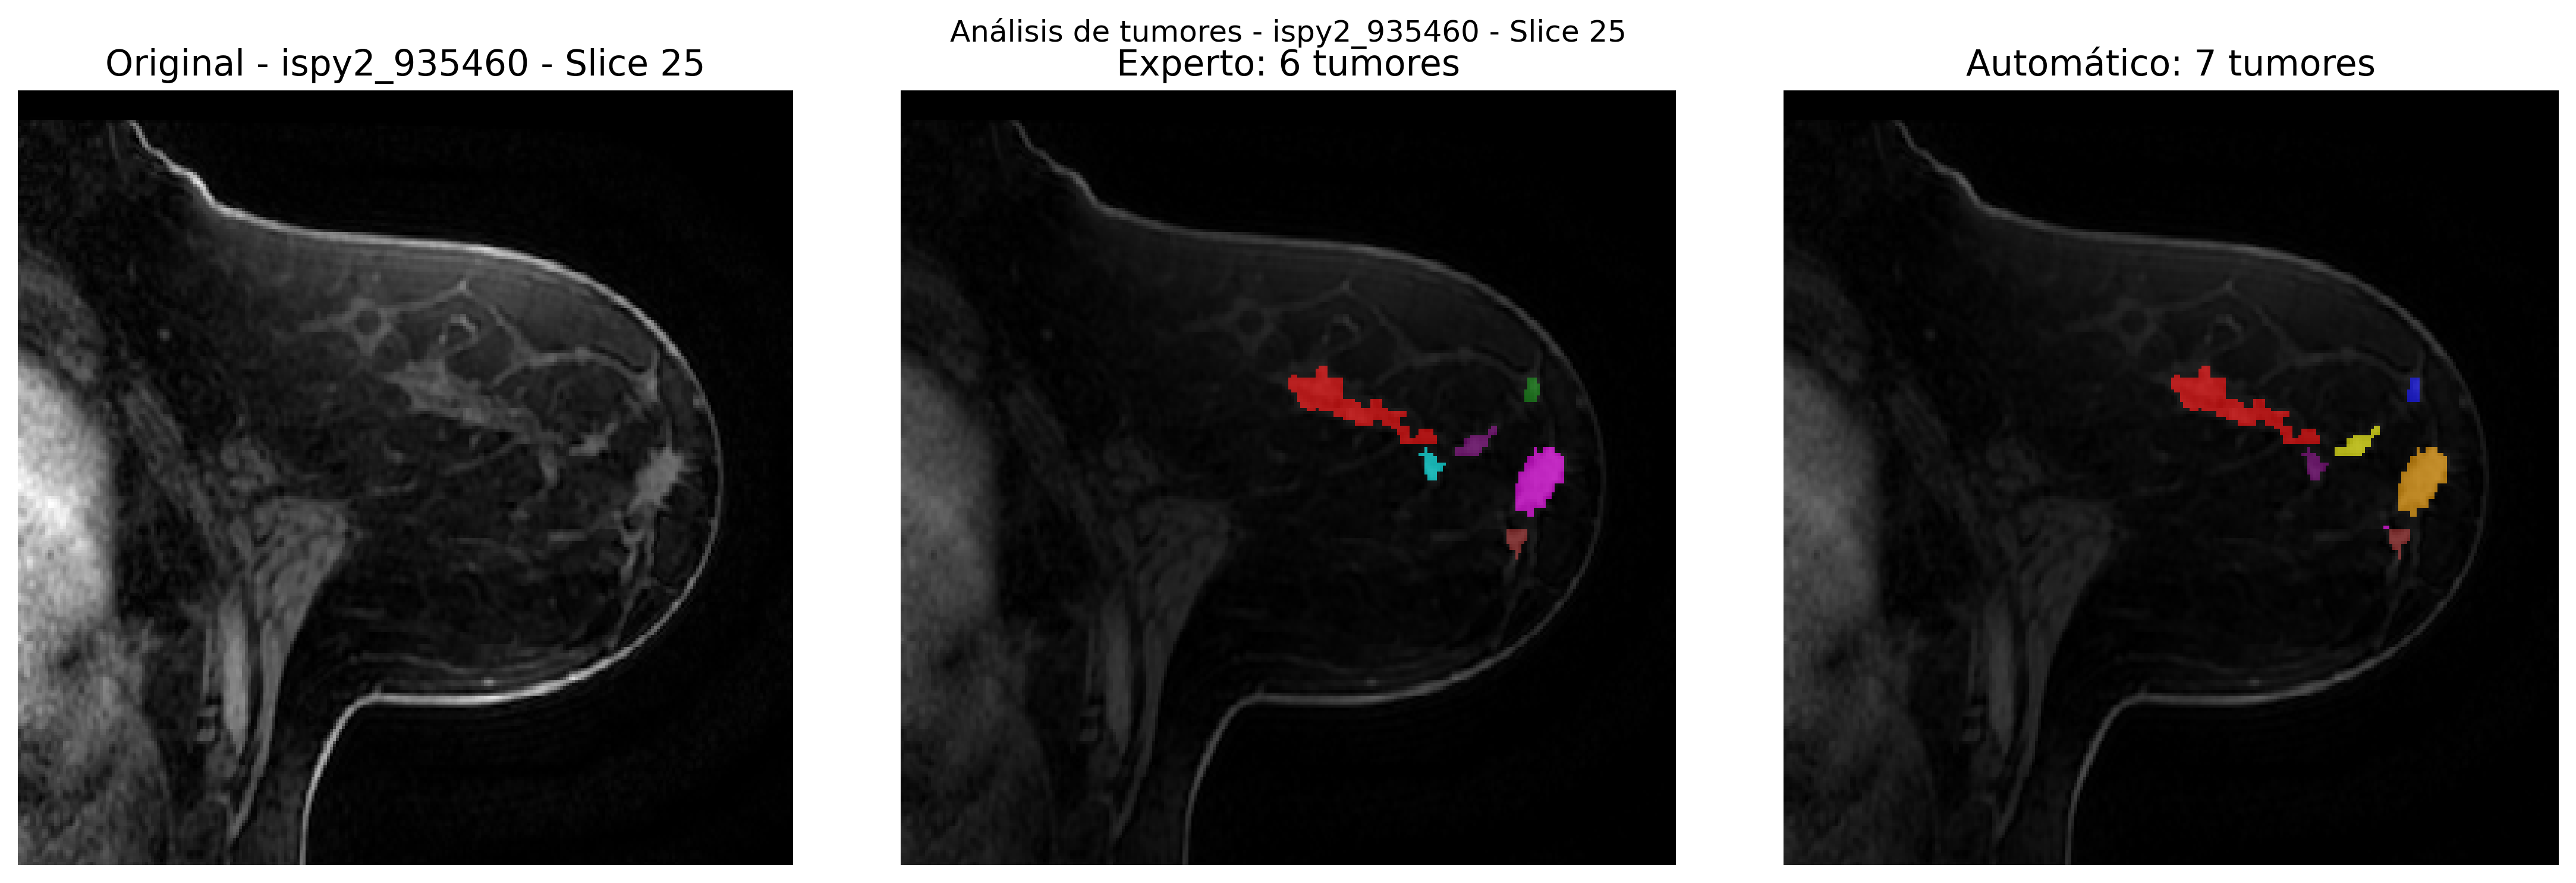 Análisis de tumores - ispy2_935460 - Slice 25
Original - ispy2_935460 - Slice 25
Experto: 6 tumores
Automático: 7 tumores